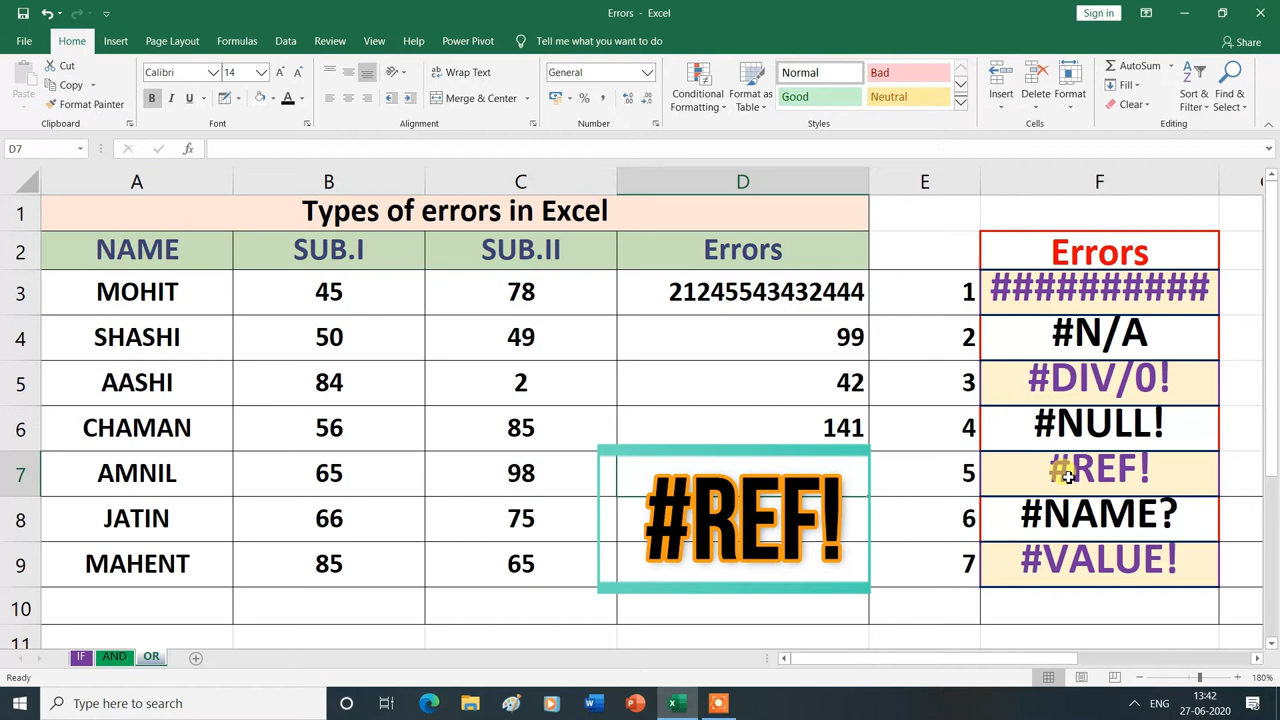 Errors - Excel
Sign in
File Home Insert Page Layout Formulas Data Review View Help Power Pivot Tell me what you want to do Share
Paste
Cut
Copy
Format Painter
Clipboard
Calibri 14
B I U
Font
Wrap Text
Merge & Center
Alignment
General
% ,
Number
Conditional Formatting
Format as Table
Normal Bad
Good Neutral
Styles
Insert Delete Format
Cells
AutoSum
Fill
Clear
Sort & Filter
Find & Select
Editing
D7 fx
A B C D E F
1 Types of errors in Excel
2 NAME SUB.I SUB.II Errors Errors
3 MOHIT 45 78 21245543432444 1 ##########
4 SHASHI 50 49 99 2 #N/A
5 AASHI 84 2 42 3 #DIV/0!
6 CHAMAN 56 85 141 4 #NULL!
7 AMNIL 65 98 5 #REF!
#REF!
8 JATIN 66 75 6 #NAME?
9 MAHENT 85 65 7 #VALUE!
10
11
IF AND OR
Ready 180%
Type here to search
ENG
13:42
27-06-2020